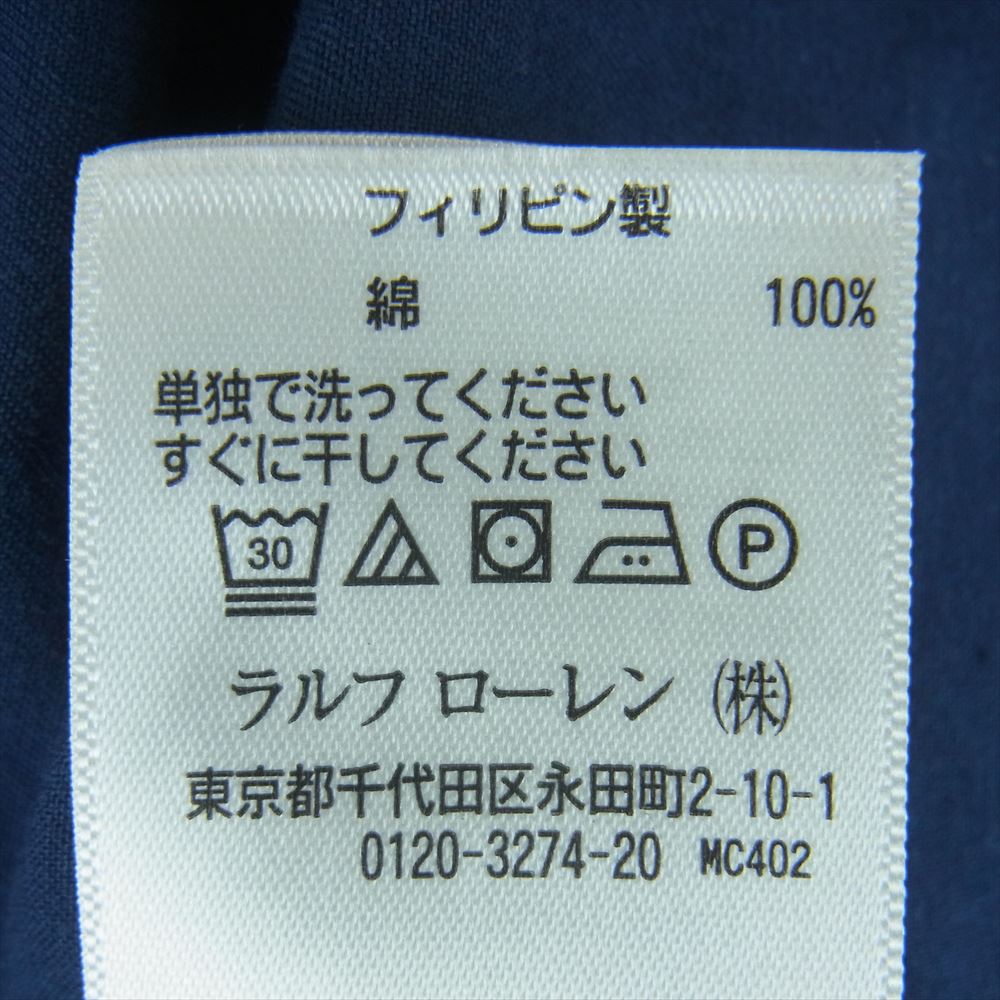 フィリピン製
綿 100%
単独で洗ってください
すぐに干してください
30 P
ラルフ ローレン ㈱
東京都千代田区永田町2-10-1
0120-3274-20 MC402